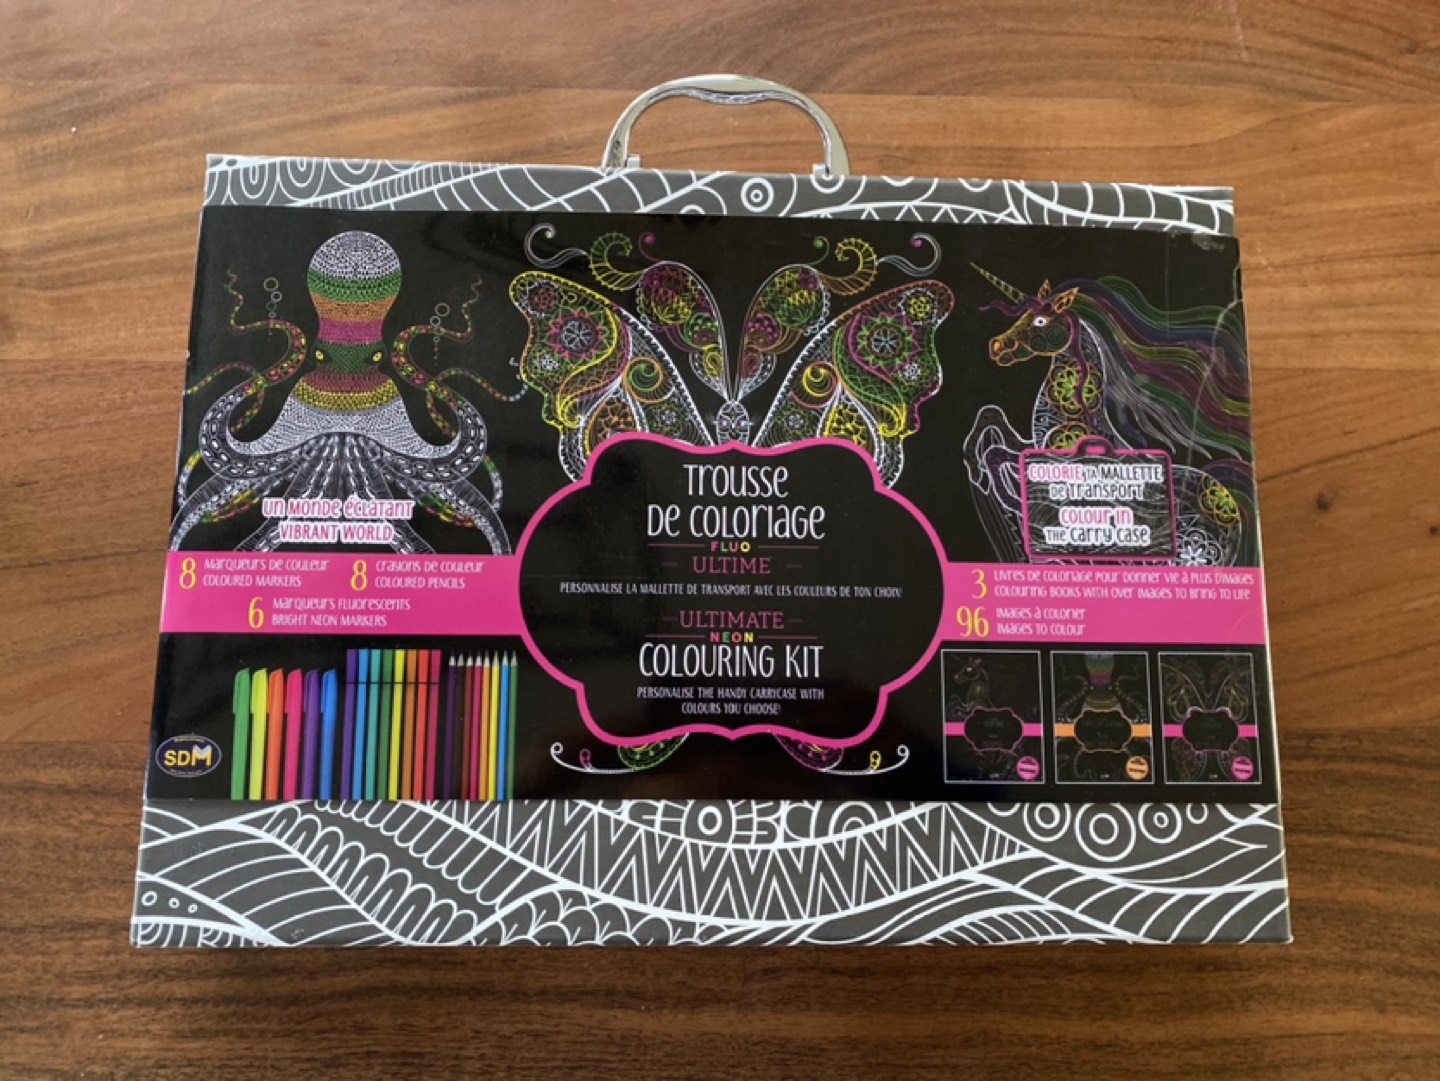 UN MONDE ÉCLATANT
VIBRANT WORLD
8 MARQUEURS DE COULEUR
COLOURED MARKERS
8 CRAYONS DE COULEUR
COLOURED PENCILS
6 MARQUEURS FLUORESCENTS
BRIGHT NEON MARKERS
SDM
TROUSSE
DE COLORIAGE
FLUO
ULTIME
PERSONNALISE LA MALLETTE DE TRANSPORT AVEC LES COULEURS DE TON CHOIX!
ULTIMATE
NEON
COLOURING KIT
PERSONALISE THE HANDY CARRYCASE WITH
COLOURS YOU CHOOSE!
COLORIE TA MALLETTE
DE TRANSPORT
COLOUR IN
THE CARRY CASE
3 LIVRES DE COLORIAGE POUR DONNER VIE À PLUS D'IMAGES
COLOURING BOOKS WITH OVER IMAGES TO BRING TO LIFE
96 IMAGES À COLORIER
IMAGES TO COLOUR